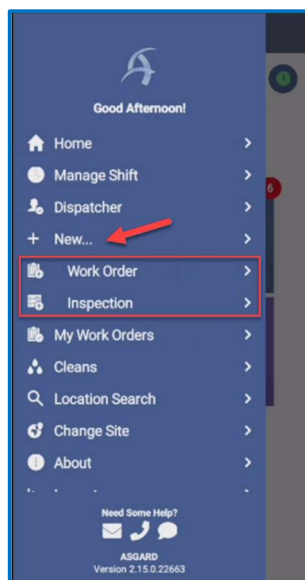 Good Afternoon!
Home
Manage Shift
6
Dispatcher
+ New...
Work Order
Inspection
My Work Orders
Cleans
Location Search
Change Site
About
Need Some Help?
ASGARD
Version 2.15.0.22663